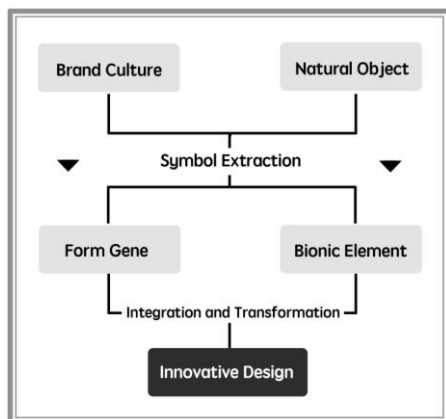 Brand Culture
Natural Object
Symbol Extraction
Form Gene
Bionic Element
Integration and Transformation
Innovative Design